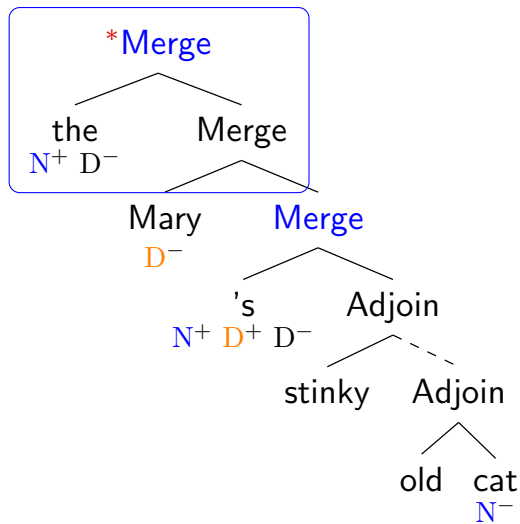 *Merge
the Merge
N⁺ D⁻
Mary Merge
D⁻
's Adjoin
N⁺ D⁺ D⁻
stinky Adjoin
old cat
N⁻